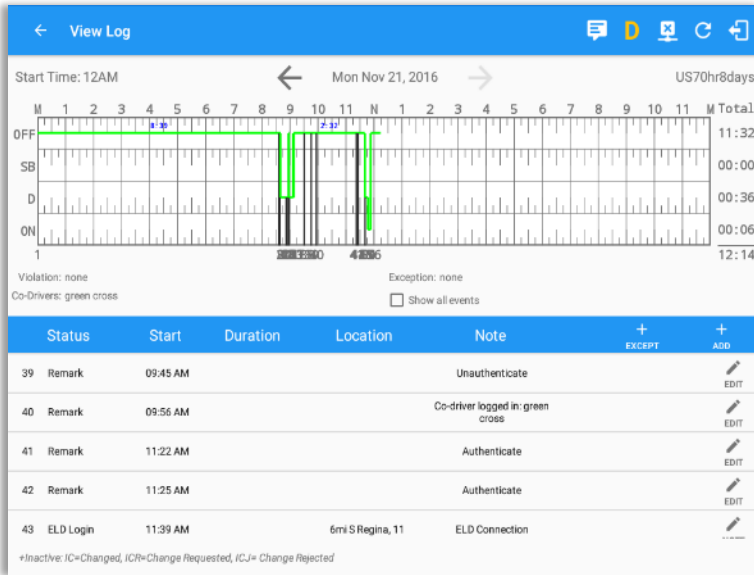 View Log
D
Start Time: 12AM
Mon Nov 21, 2016
US70hr8days
M 1 2 3 4 5 6 7 8 9 10 11 N 1 2 3 4 5 6 7 8 9 10 11 M Total
OFF 11:32
SB 00:00
D 00:36
ON 00:06
1 12:14
Violation: none Exception: none
Co-Drivers: green cross
Show all events
Status Start Duration Location Note + EXCEPT + ADD
39 Remark 09:45 AM Unauthenticate EDIT
40 Remark 09:56 AM Co-driver logged in: green
cross EDIT
41 Remark 11:22 AM Authenticate EDIT
42 Remark 11:25 AM Authenticate EDIT
43 ELD Login 11:39 AM 6mi S Regina, 11 ELD Connection
+Inactive: IC=Changed, ICR=Change Requested, ICJ= Change Rejected